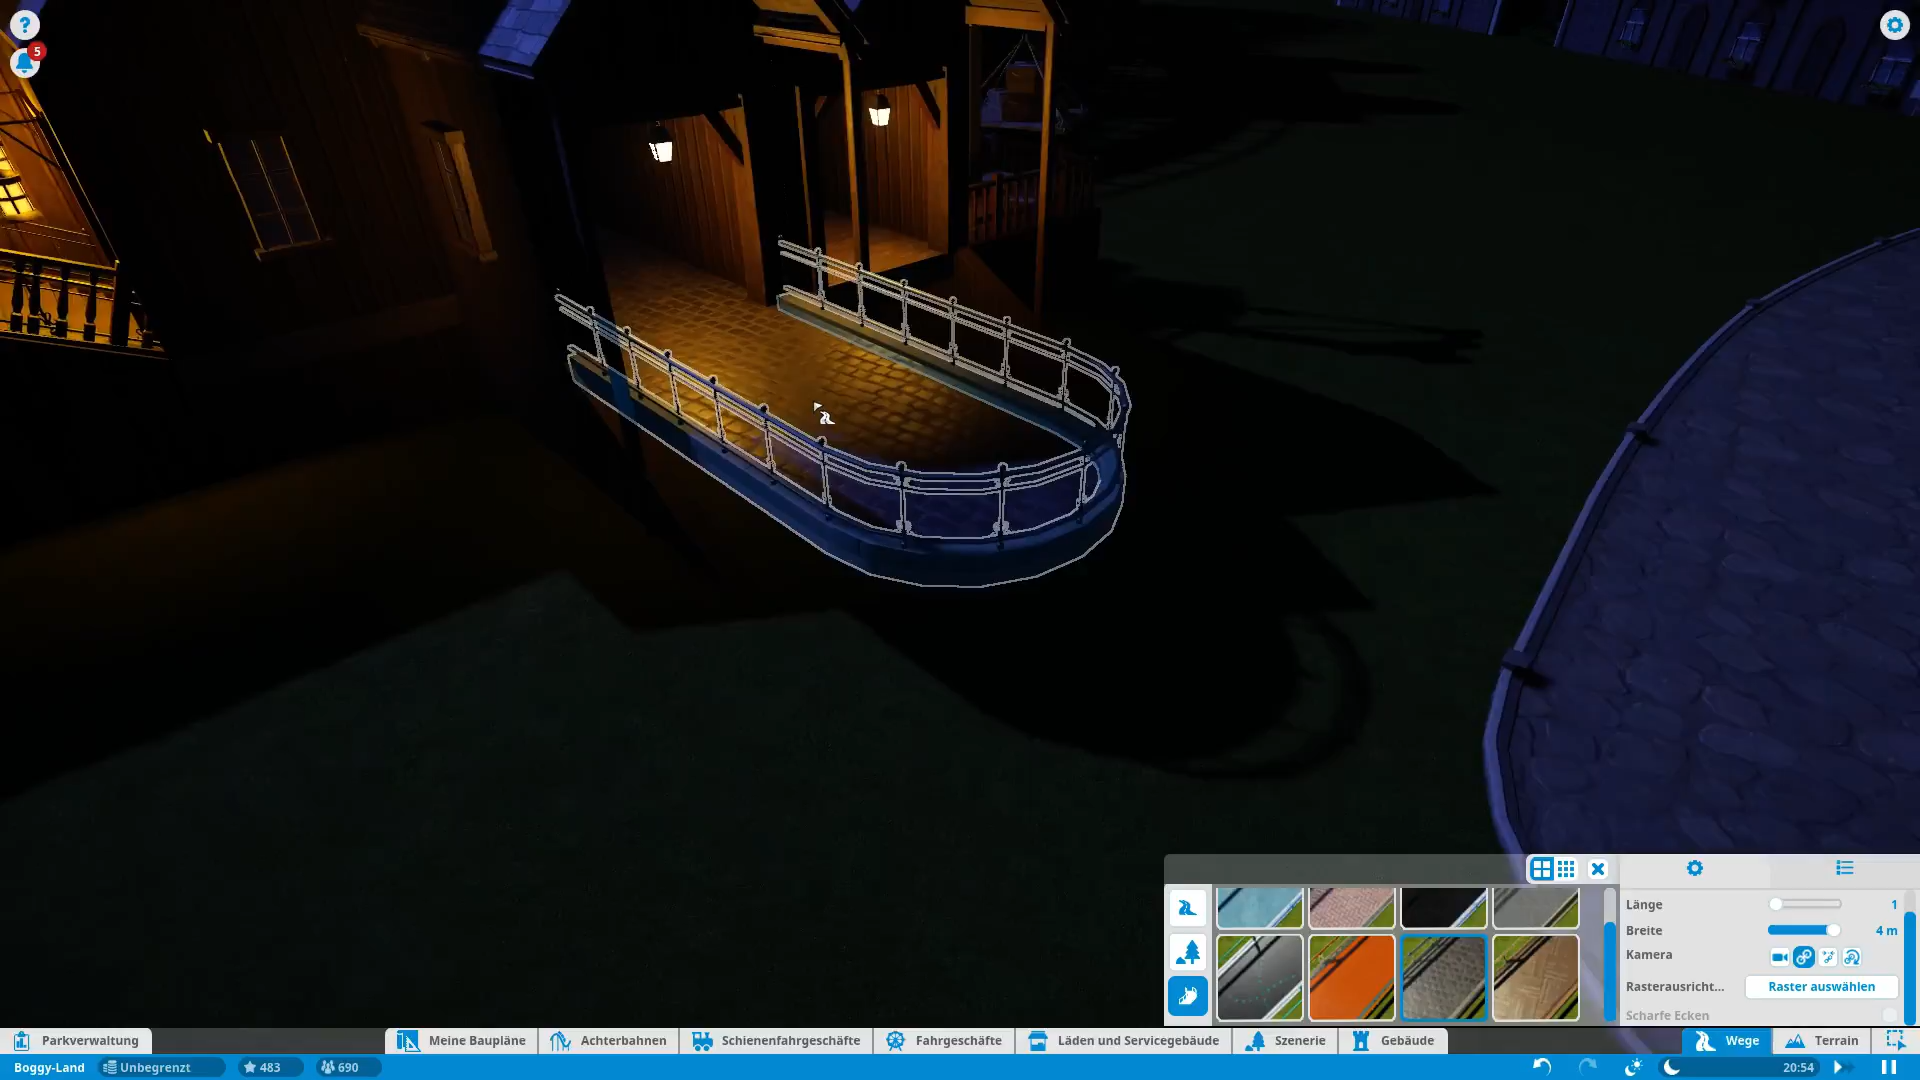 ?
5
Länge
1
Breite
4 m
Kamera
Rasterausricht...
Raster auswählen
Scharfe Ecken
Parkverwaltung
Meine Baupläne
Achterbahnen
Schienenfahrgeschäfte
Fahrgeschäfte
Läden und Servicegebäude
Szenerie
Gebäude
Wege
Terrain
Boggy-Land
Unbegrenzt
483
690
20:54